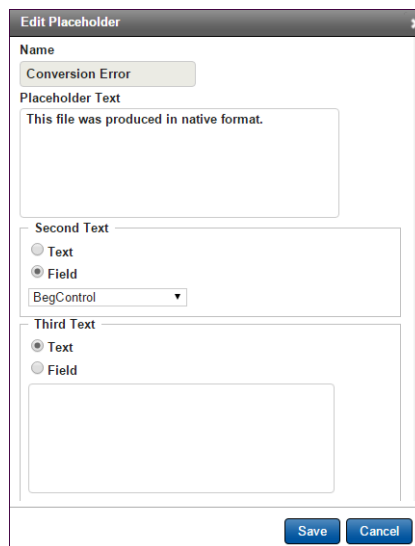 Edit Placeholder
Name
Conversion Error
Placeholder Text
This file was produced in native format.
Second Text
Text
Field
BegControl
Third Text
Text
Field
Save Cancel